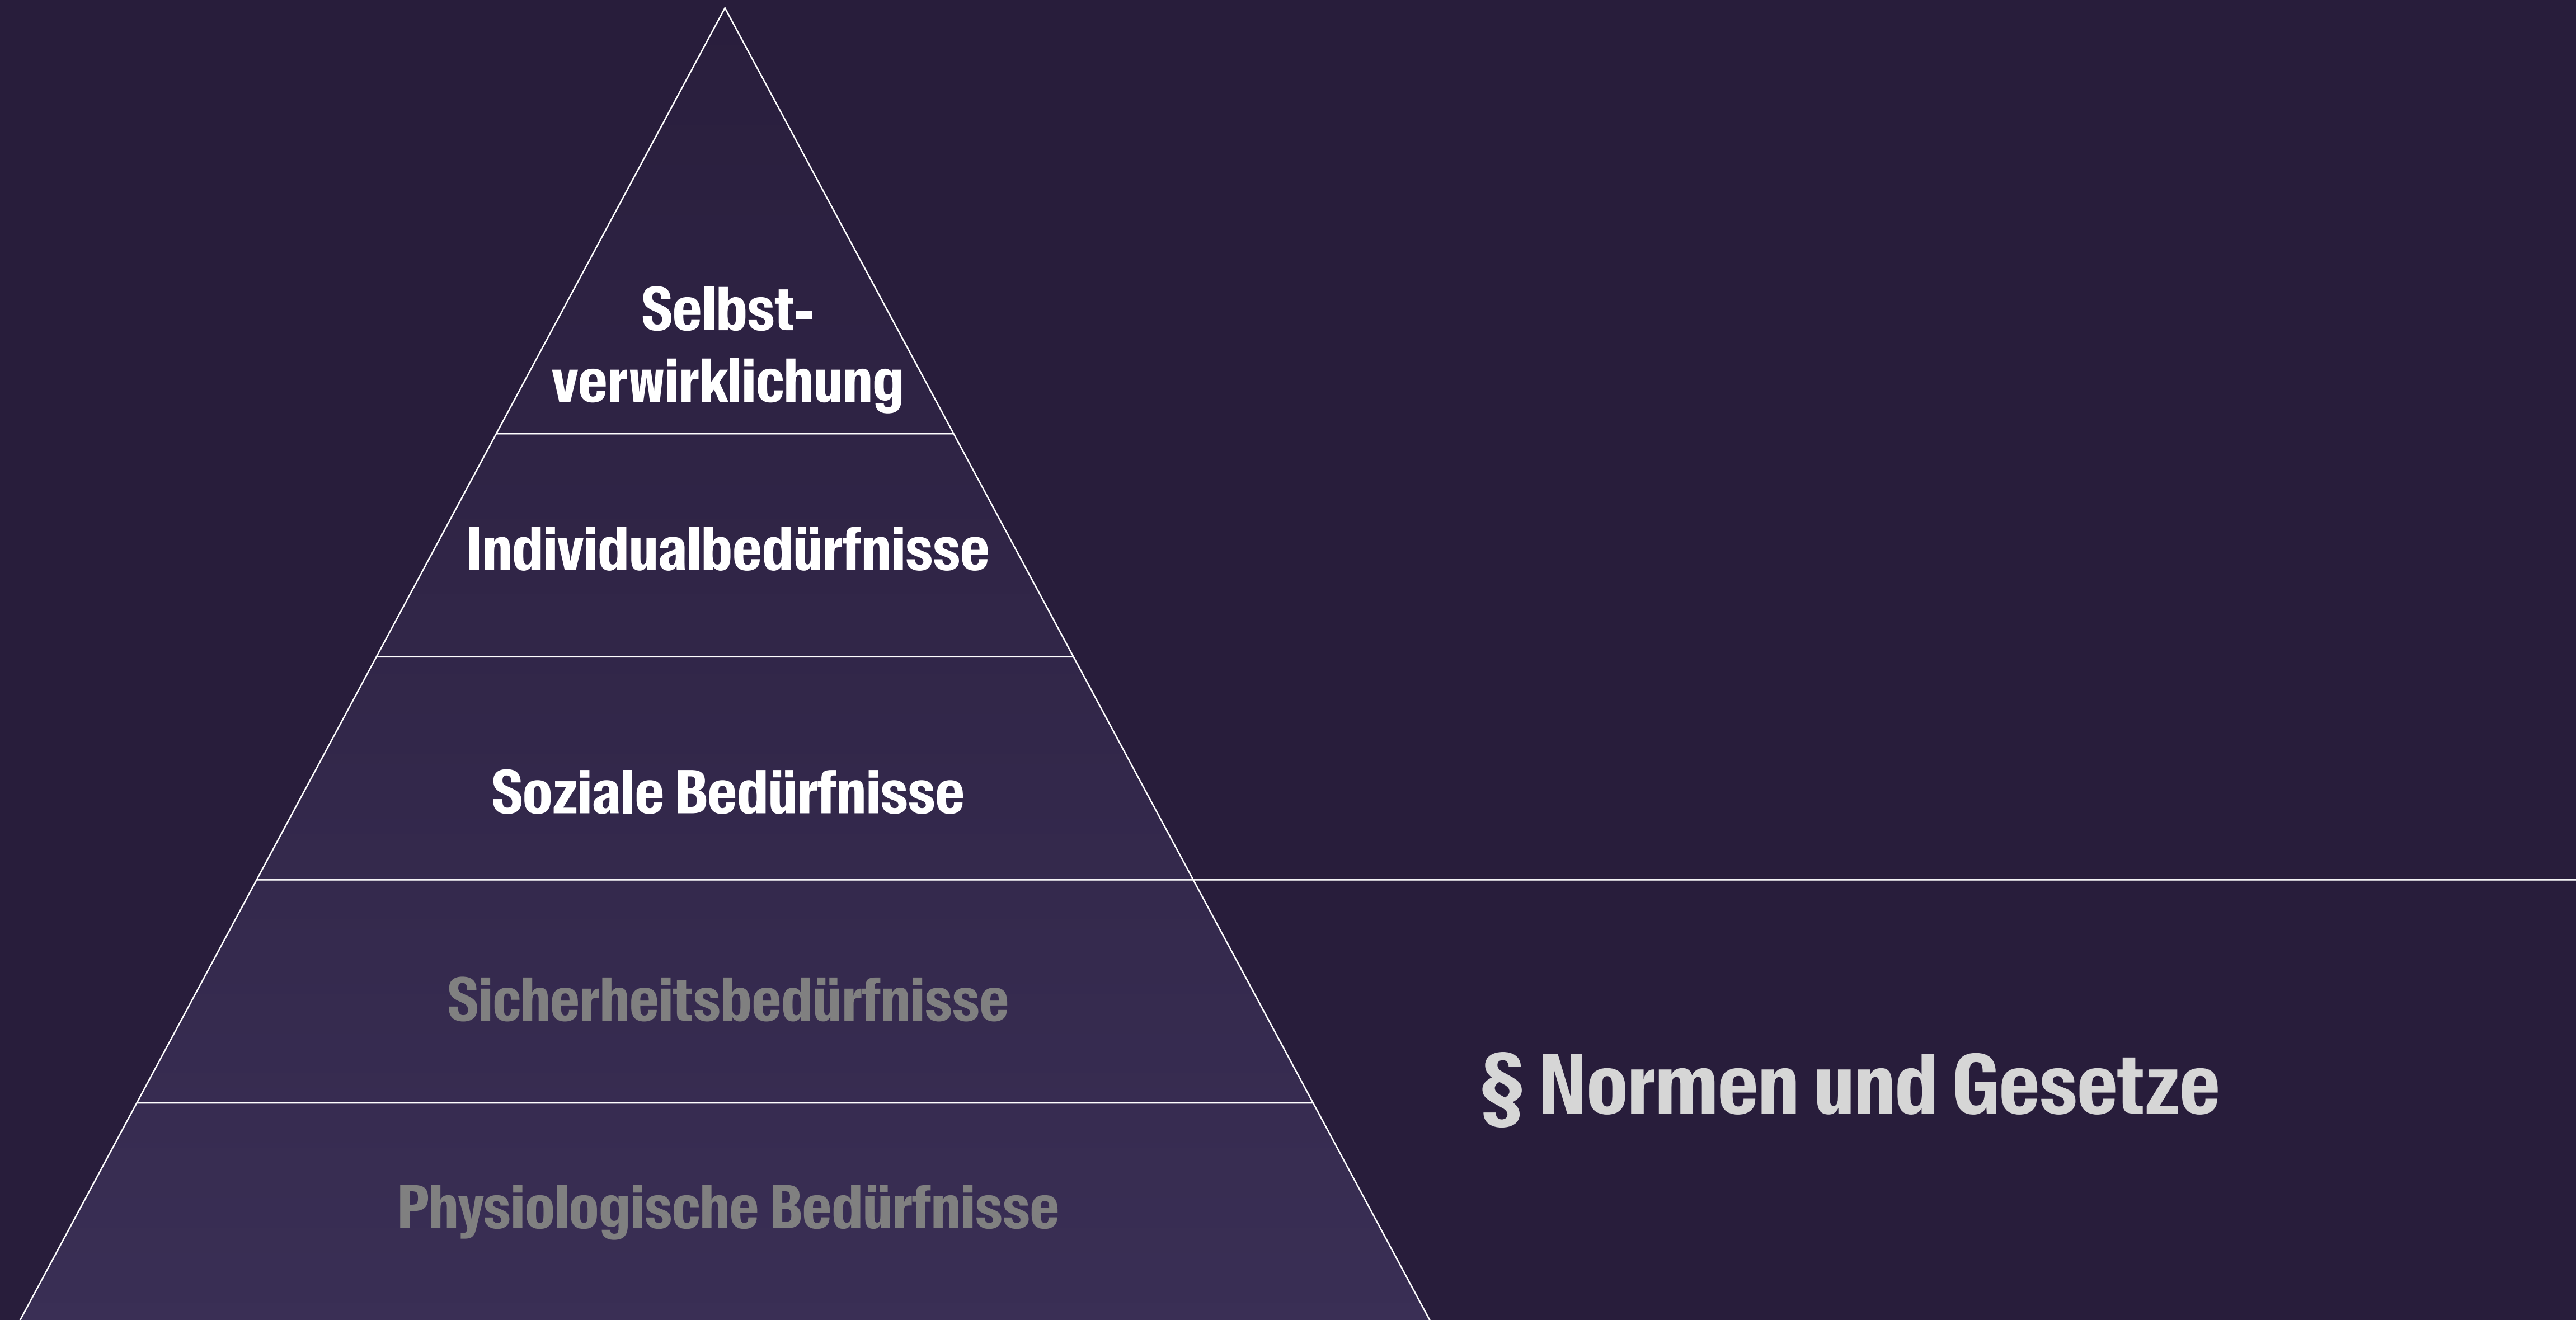 Selbst-
verwirklichung
Individualbedürfnisse
Soziale Bedürfnisse
Sicherheitsbedürfnisse
§ Normen und Gesetze
Physiologische Bedürfnisse